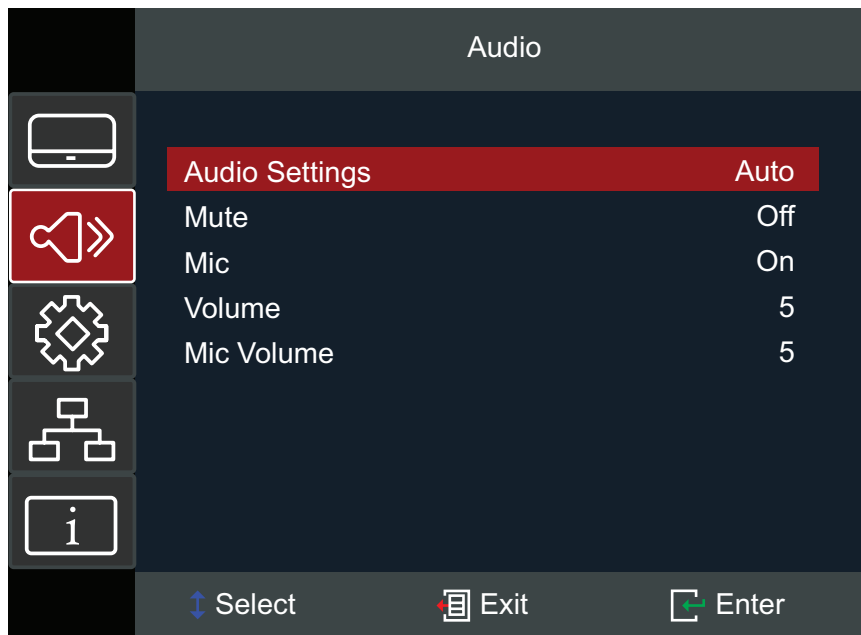 Audio
Audio Settings Auto
Mute Off
Mic On
Volume 5
Mic Volume 5
i
Select Exit Enter